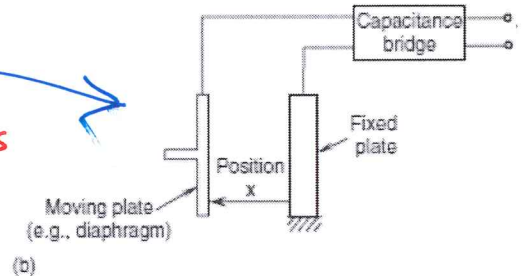 Capacitance
bridge
s
Fixed
plate
Position
x
Moving plate
(e.g., diaphragm)
(b)